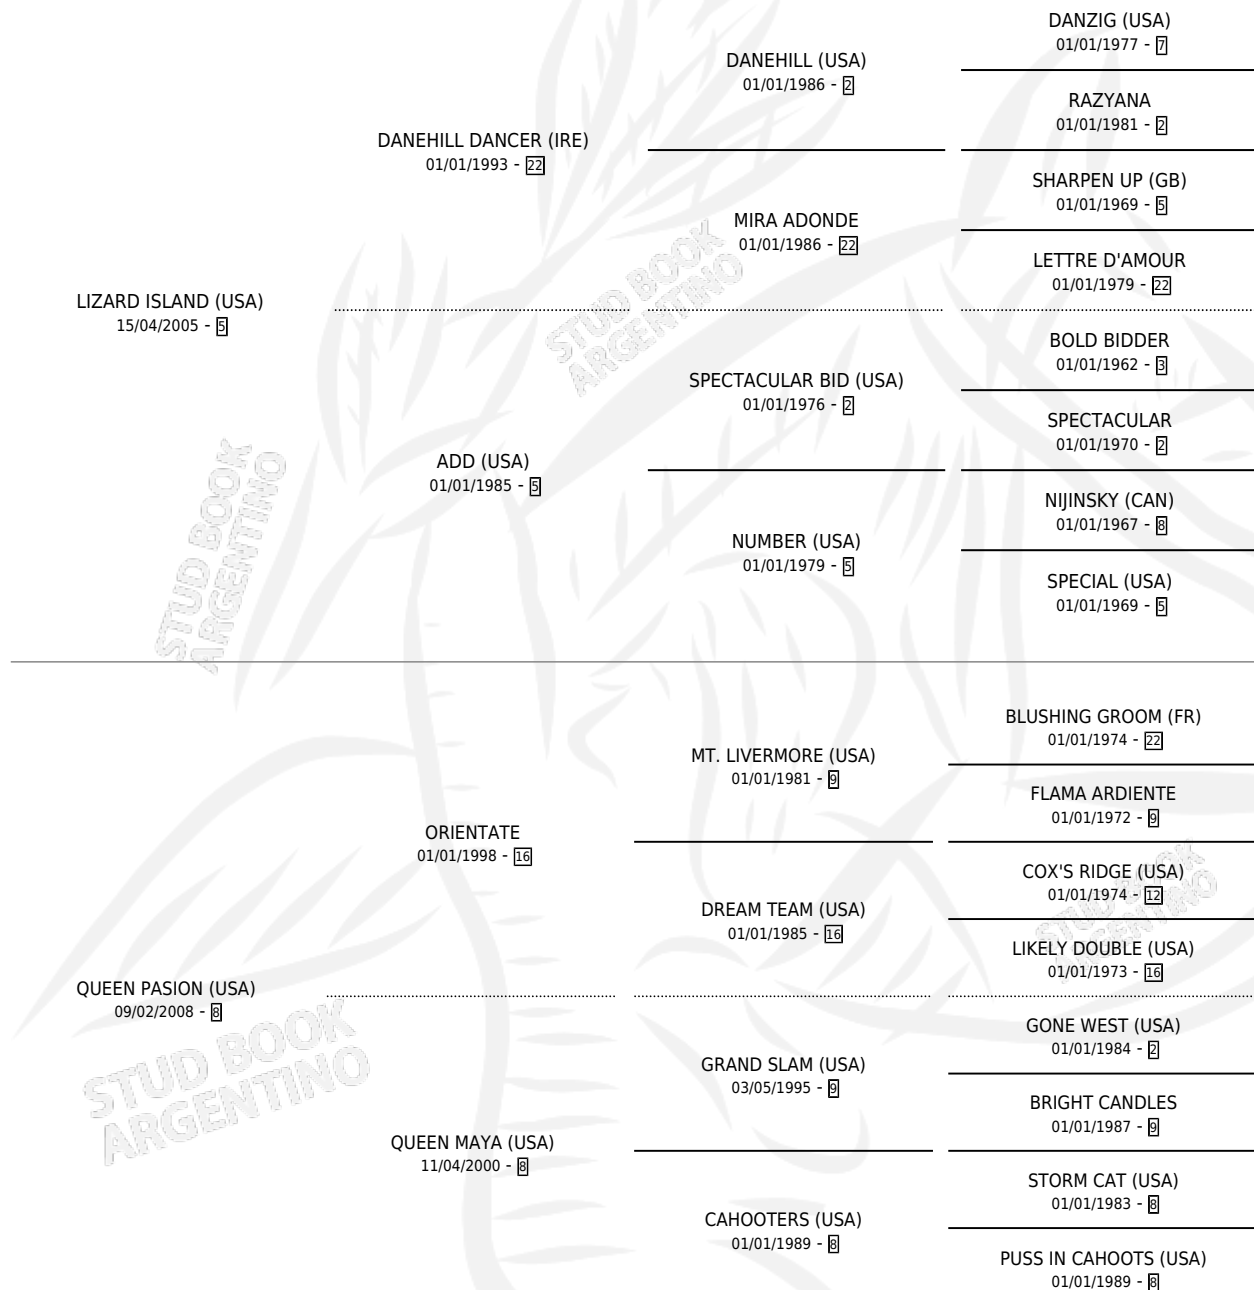 DANZIG (USA)
01/01/1977 - 7
DANEHILL (USA)
01/01/1986 - 2
RAZYANA
01/01/1981 - 2
DANEHILL DANCER (IRE)
01/01/1993 - 22
SHARPEN UP (GB)
01/01/1969 - 5
MIRA ADONDE
01/01/1986 - 22
LETTRE D'AMOUR
01/01/1979 - 22
LIZARD ISLAND (USA)
15/04/2005 - 5
BOLD BIDDER
01/01/1962 - 3
SPECTACULAR BID (USA)
01/01/1976 - 2
SPECTACULAR
01/01/1970 - 2
ADD (USA)
01/01/1985 - 5
NIJINSKY (CAN)
01/01/1967 - 8
NUMBER (USA)
01/01/1979 - 5
SPECIAL (USA)
01/01/1969 - 5
STUD BOOK
ARGENTINO
STUD BOOK
ARGENTINO
BLUSHING GROOM (FR)
01/01/1974 - 22
MT. LIVERMORE (USA)
01/01/1981 - 9
FLAMA ARDIENTE
01/01/1972 - 9
ORIENTATE
01/01/1998 - 16
COX'S RIDGE (USA)
01/01/1974 - 12
DREAM TEAM (USA)
01/01/1985 - 16
LIKELY DOUBLE (USA)
01/01/1973 - 16
QUEEN PASION (USA)
09/02/2008 - 8
GONE WEST (USA)
01/01/1984 - 2
GRAND SLAM (USA)
03/05/1995 - 9
BRIGHT CANDLES
01/01/1987 - 9
QUEEN MAYA (USA)
11/04/2000 - 8
STORM CAT (USA)
01/01/1983 - 8
CAHOOTERS (USA)
01/01/1989 - 8
PUSS IN CAHOOTS (USA)
01/01/1989 - 8
STUD BOOK
ARGENTINO
STUD BOOK
ARGENTINO